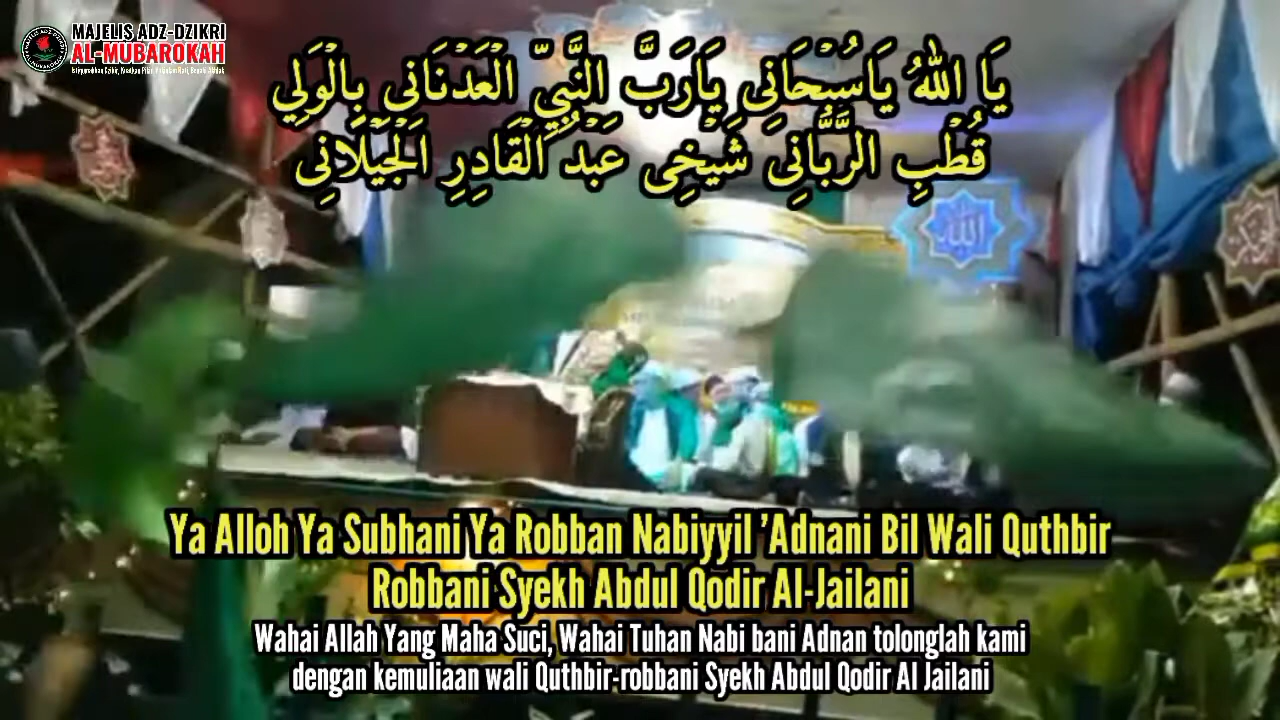 MAJELIS ADZ-DZIKRI
AL-MUBAROKAH
يَا اللهُ يَاسُبْحَانِي يَارَبَّ النَّبِيِّ الْعَدْنَانِي بِالْوَلِي
قُطْبِ الرَّبَّانِى شَيْخِى عَبْدُ الْقَادِرِ الْجَيْلَانِى
الله
Ya Alloh Ya Subhani Ya Robban Nabiyyil 'Adnani Bil Wali Quthbir
Robbani Syekh Abdul Qodir Al-Jailani
Wahai Allah Yang Maha Suci, Wahai Tuhan Nabi bani Adnan tolonglah kami
dengan kemuliaan wali Quthbir-robbani Syekh Abdul Qodir Al Jailani